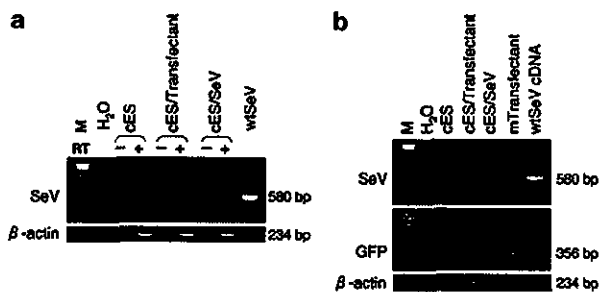 a
M
H₂O
cES
cES/Transfectant
cES/SeV
wtSeV
RT − + − + − +
SeV 580 bp
β-actin 234 bp
b
M
H₂O
cES
cES/Transfectant
cES/SeV
mTransfectant
wtSeV cDNA
SeV 580 bp
GFP 356 bp
β-actin 234 bp